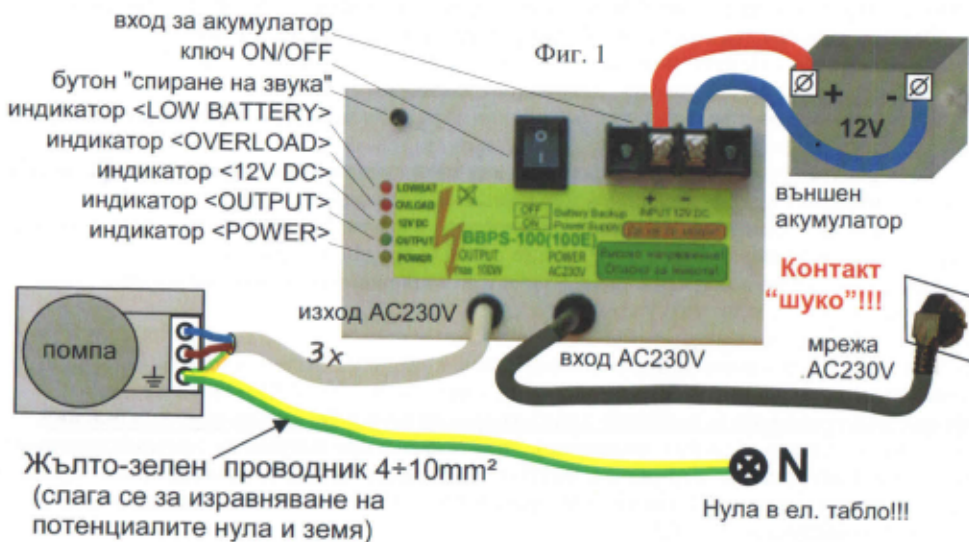 вход за акумулатор
ключ ON/OFF
Фиг. 1
бутон "спиране на звука"
индикатор <LOW BATTERY>
индикатор <OVERLOAD>
индикатор <12V DC>
индикатор <OUTPUT>
индикатор <POWER>
+ -
12V
външен
акумулатор
LOWBAT
OVLOAD
12V DC
OUTPUT
POWER
OFF
ON
Battery Backup
Power Supply
+ -
INPUT 12V DC
BBPS-100(100E)
OUTPUT
Pmax 100W
POWER
AC230V
Високо напрежение!
Опасно за живота!
Контакт
"шуко"!!!
изход AC230V
вход AC230V
мрежа
AC230V
помпа
3x
Жълто-зелен проводник 4÷10mm²
(слага се за изравняване на
потенциалите нула и земя)
N
Нула в ел. табло!!!